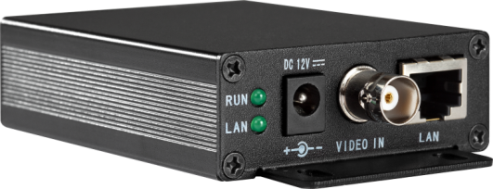 DC 12V
RUN
LAN
+ -
VIDEO IN
LAN